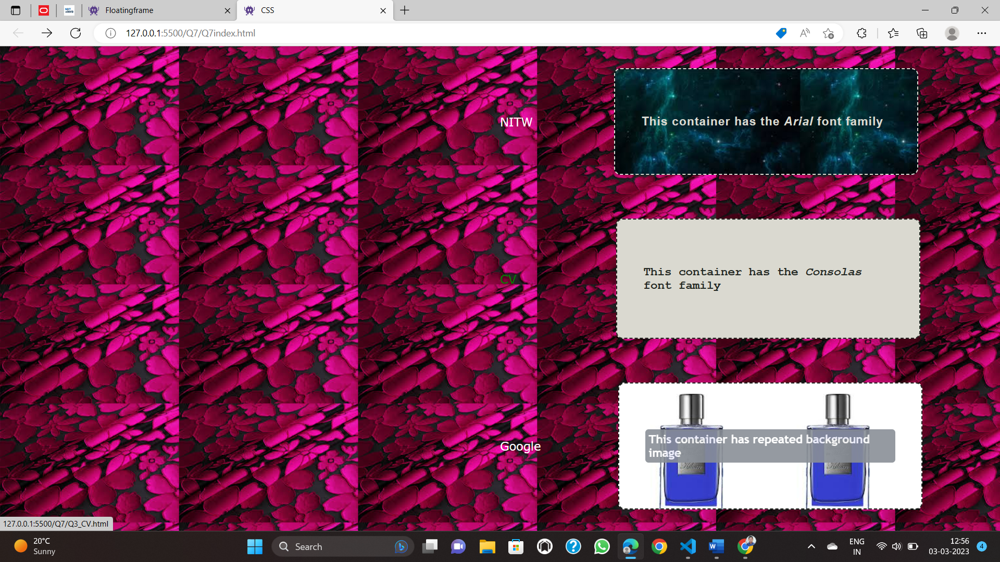 Floatingframe
CSS
127.0.0.1:5500/Q7/Q7index.html
NITW
This container has the Arial font family
CV
This container has the Consolas
font family
Google
This container has repeated background
image
127.0.0.1:5500/Q7/Q3_CV.html
20°C
Sunny
Search
ENG
IN
12:56
03-03-2023
4